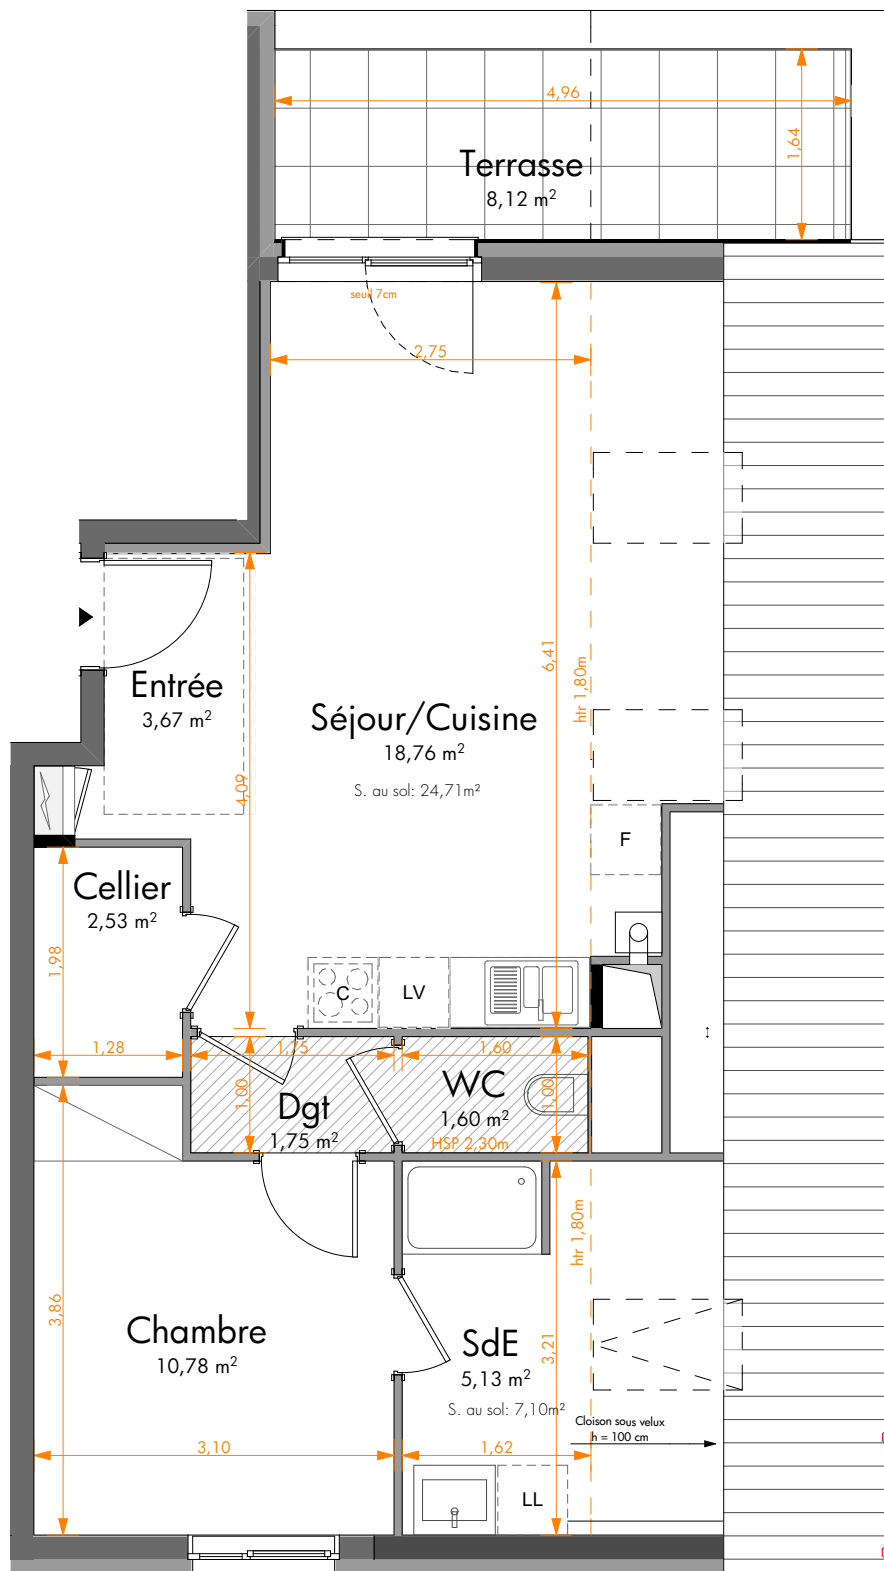 4,96
1,64
Terrasse
8,12 m²
seuil 7cm
2,75
6,41
htr 1,80m
Entrée
3,67 m²
Séjour/Cuisine
18,76 m²
S. au sol: 24,71m²
4,09
F
Cellier
2,53 m²
1,98
C
LV
1,28
1,75
1,60
1,00
Dgt
1,75 m²
WC
1,60 m²
HSP 2,30m
1,00
htr 1,80m
3,86
Chambre
10,78 m²
SdE
5,13 m²
S. au sol: 7,10m²
3,21
Cloison sous velux
h = 100 cm
3,10
1,62
LL